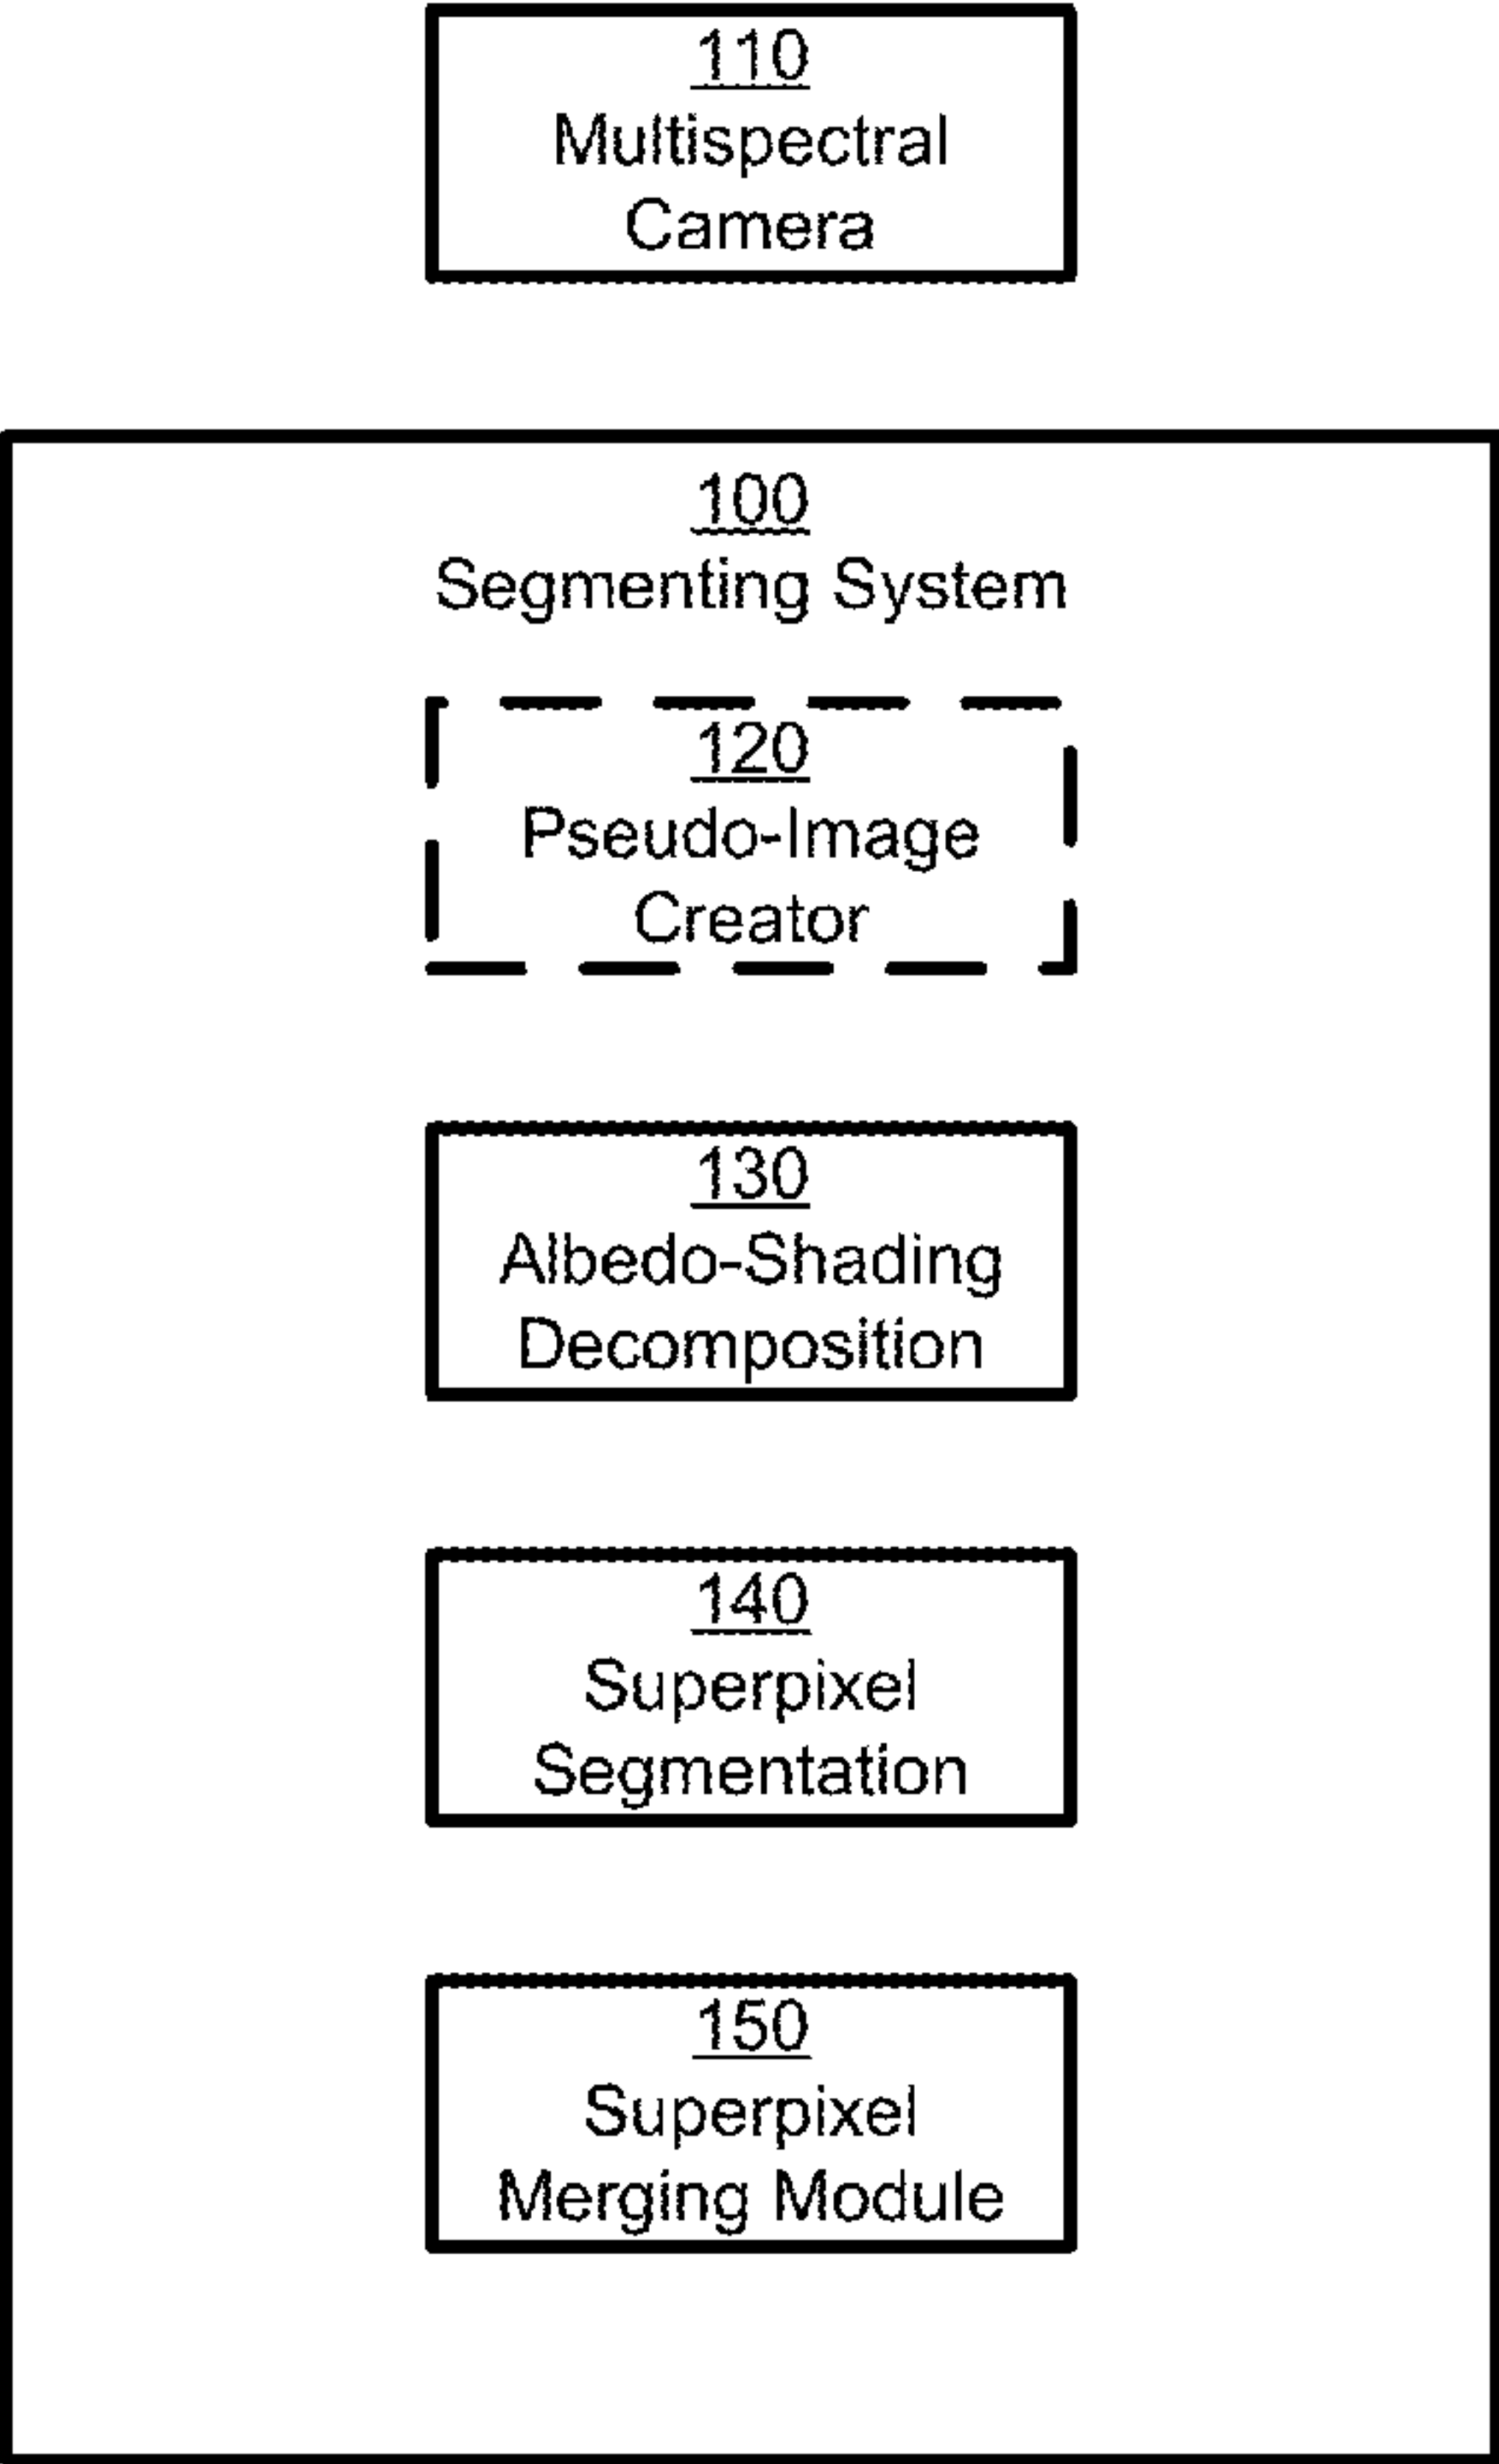 110
Multispectral
Camera
100
Segmenting System
120
Pseudo-Image
Creator
130
Albedo-Shading
Decomposition
140
Superpixel
Segmentation
150
Superpixel
Merging Module